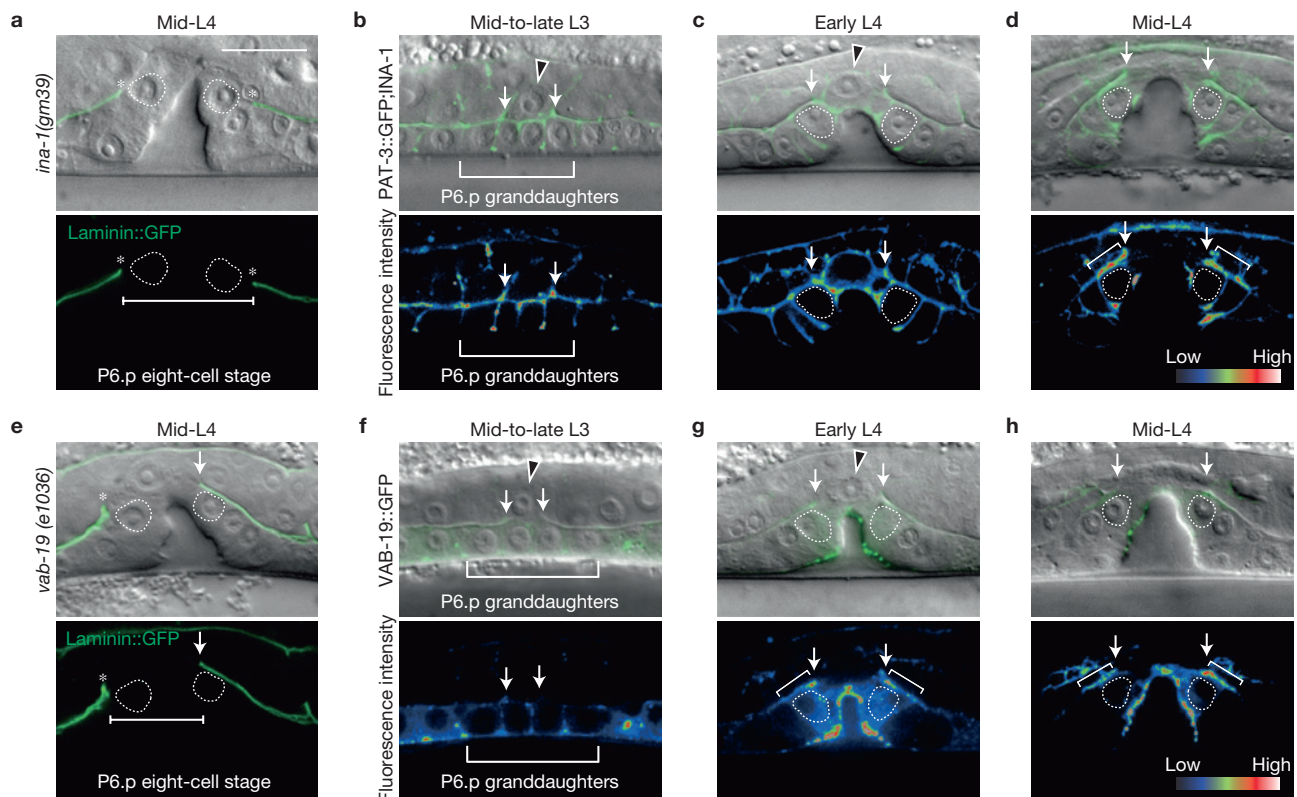 a
Mid-L4
ina-1(gm39)
*
*
Laminin::GFP
*
*
P6.p eight-cell stage
b
Mid-to-late L3
PAT-3::GFP;INA-1
P6.p granddaughters
Fluorescence intensity
P6.p granddaughters
c
Early L4
d
Mid-L4
Low
High
e
Mid-L4
vab-19 (e1036)
*
Laminin::GFP
*
P6.p eight-cell stage
f
Mid-to-late L3
VAB-19::GFP
P6.p granddaughters
Fluorescence intensity
P6.p granddaughters
g
Early L4
h
Mid-L4
Low
High